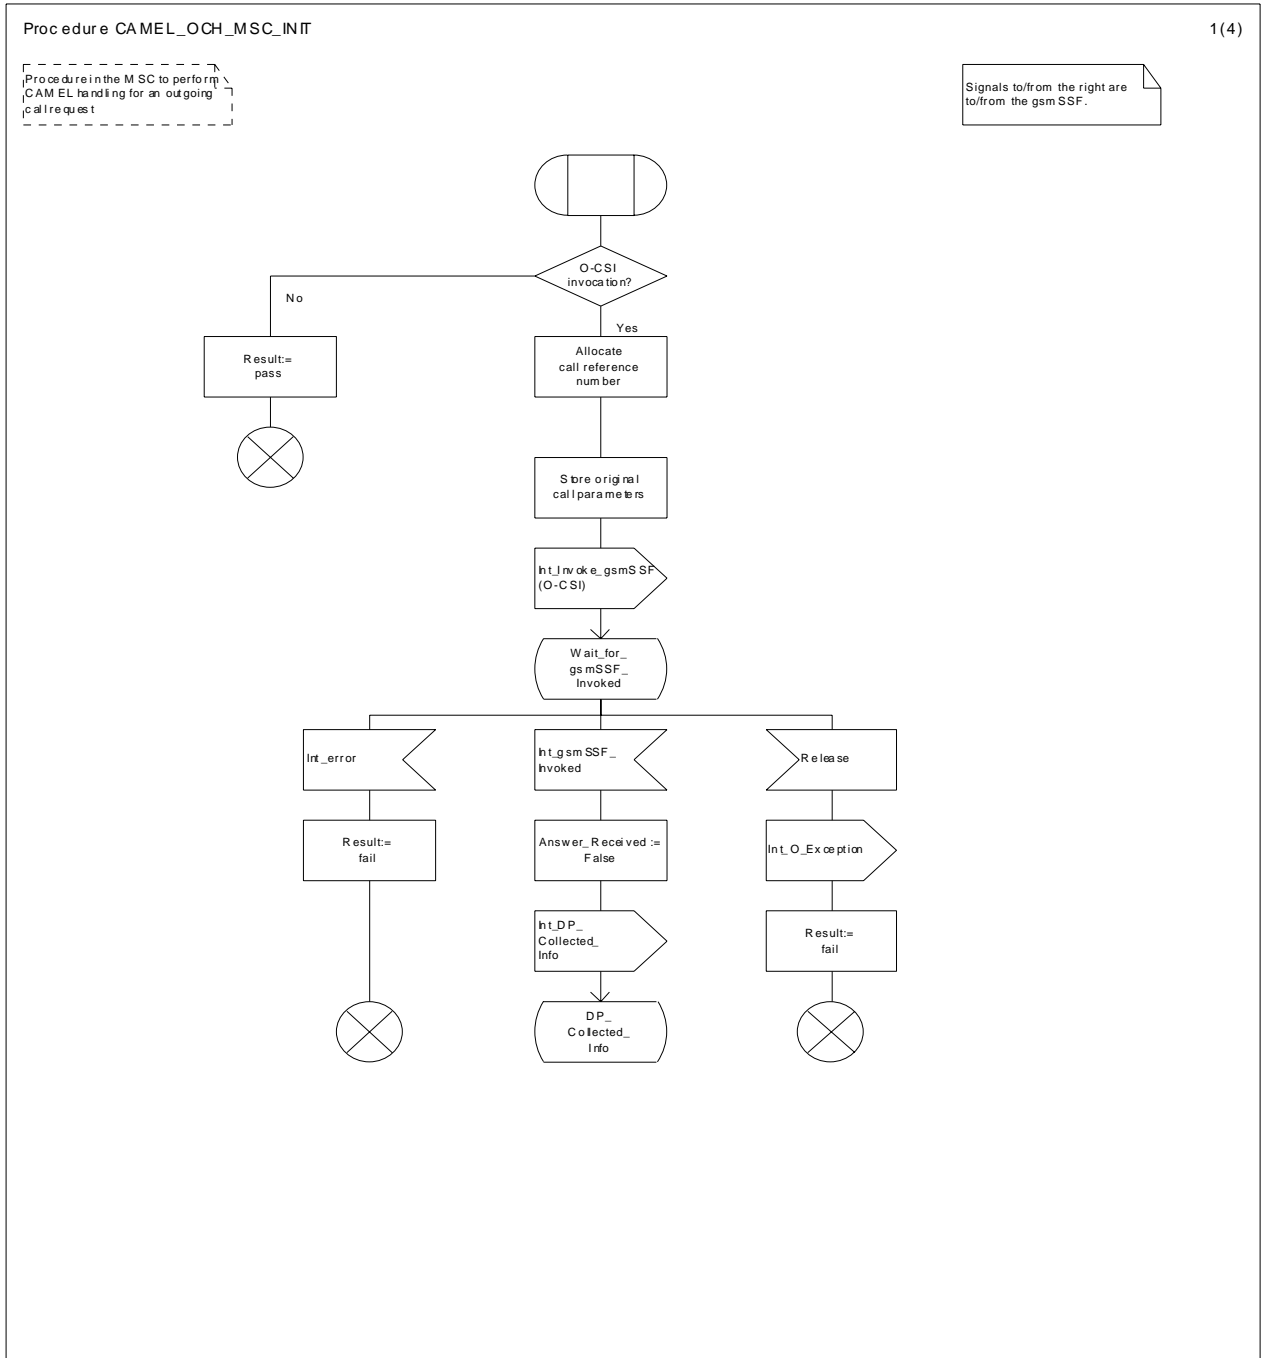 Procedure CAMEL_OCH_MSC_INIT
1(4)
Procedure in the MSC to perform
CAMEL handling for an outgoing
call request
Signals to/from the right are
to/from the gsmSSF.
O-CSI
invocation?
No
Yes
Result:=
pass
Allocate
call reference
number
Store original
call parameters
Int_Invoke_gsmSSF
(O-CSI)
Wait_for_
gsmSSF_
Invoked
Int_error
Int_gsmSSF_
Invoked
Release
Result:=
fail
Answer_Received :=
False
Int_O_Exception
Int_DP_
Collected_
Info
Result:=
fail
DP_
Collected_
Info